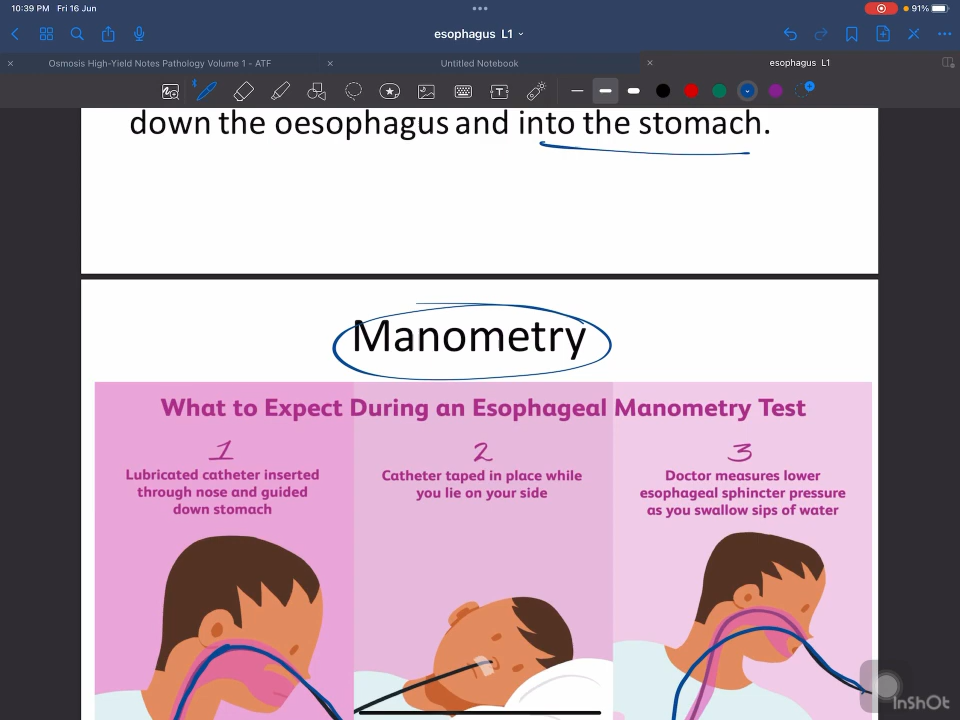 10:39 PM Fri 16 Jun
91%
esophagus L1
Osmosis High-Yield Notes Pathology Volume 1 - ATF
Untitled Notebook
esophagus L1
down the oesophagus and into the stomach.
Manometry
What to Expect During an Esophageal Manometry Test
1
Lubricated catheter inserted
through nose and guided
down stomach
2
Catheter taped in place while
you lie on your side
3
Doctor measures lower
esophageal sphincter pressure
as you swallow sips of water
InShOt